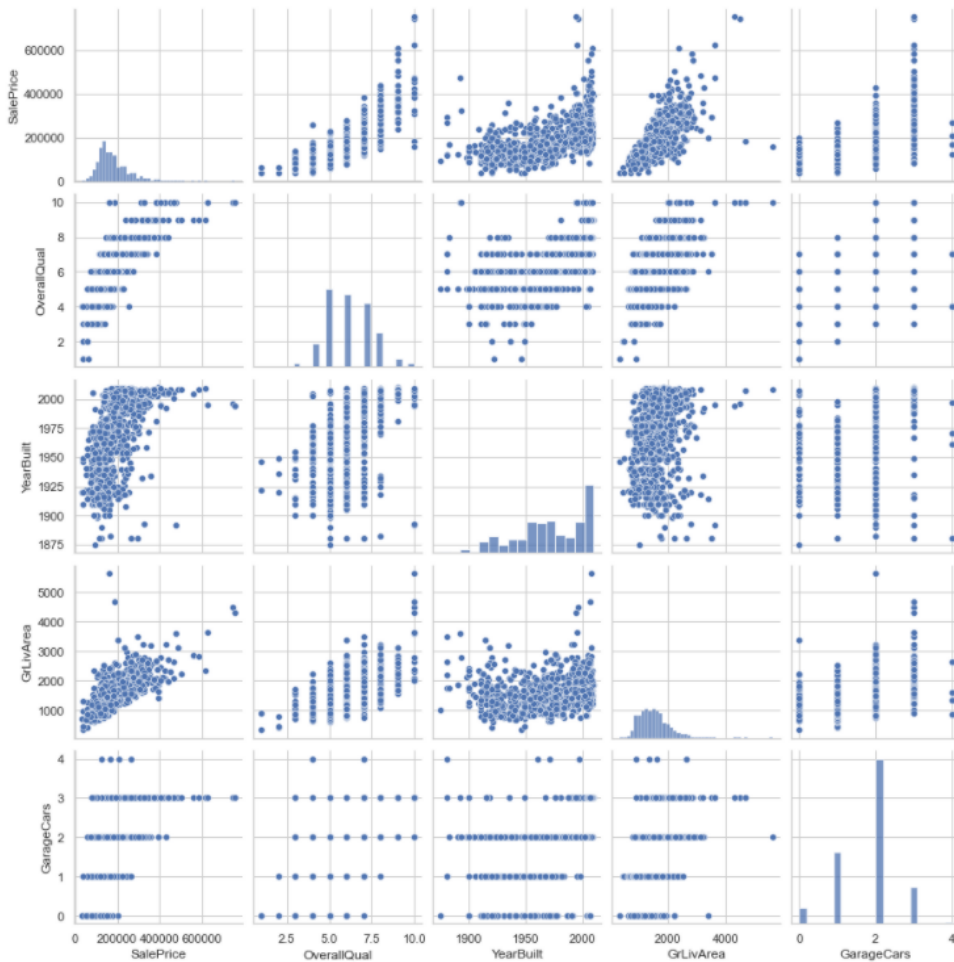 600000
400000
200000
0
SalePrice
10
8
6
4
2
OverallQual
2000
1975
1950
1925
1900
1875
YearBuilt
5000
4000
3000
2000
1000
GrLivArea
4
3
2
1
0
GarageCars
0 200000 400000 600000
2.5 5.0 7.5 10.0
1900 1950 2000
2000 4000
0 2 4
SalePrice OverallQual YearBuilt GrLivArea GarageCars